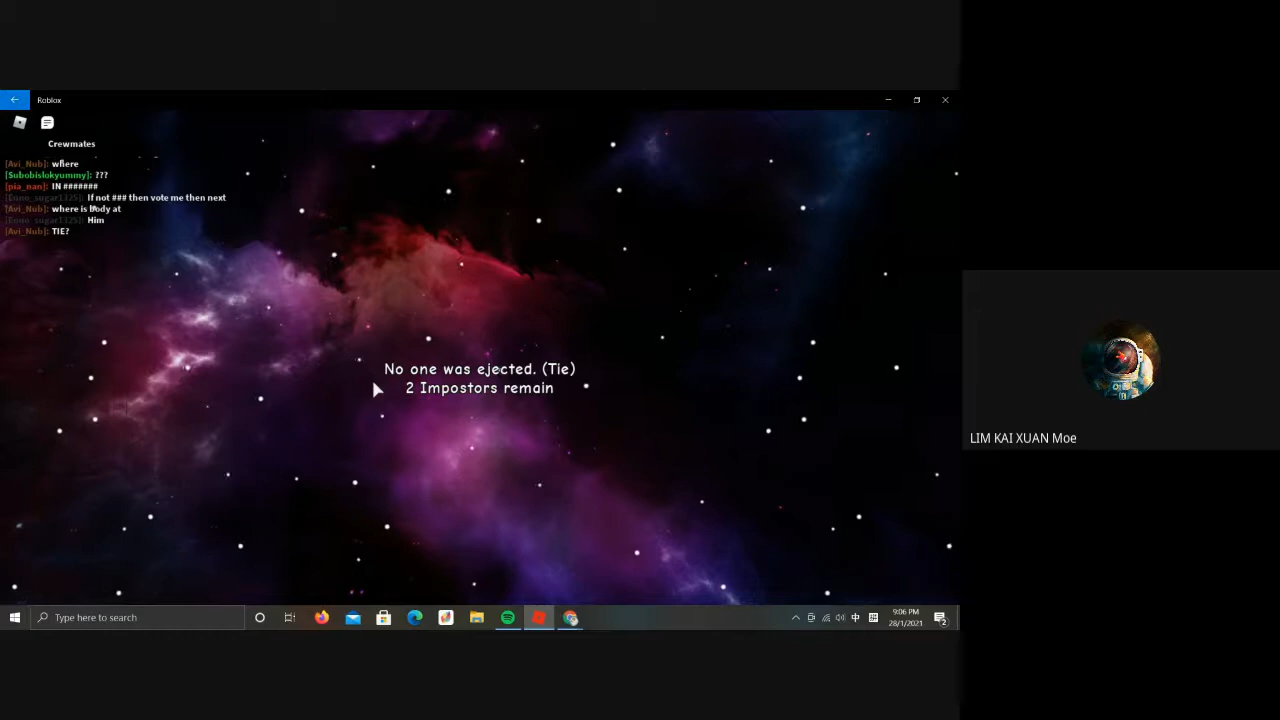 Roblox
Crewmates
[Avi_Nub]: where
[Subobislokyummy]: ???
[pia_nan]: IN #######
If not ### then vote me then next
[Avi_Nub]: where is body at
Him
[Avi_Nub]: TIE?
No one was ejected. (Tie)
2 Impostors remain
LIM KAI XUAN Moe
Type here to search
中
9:06 PM
28/1/2021
2